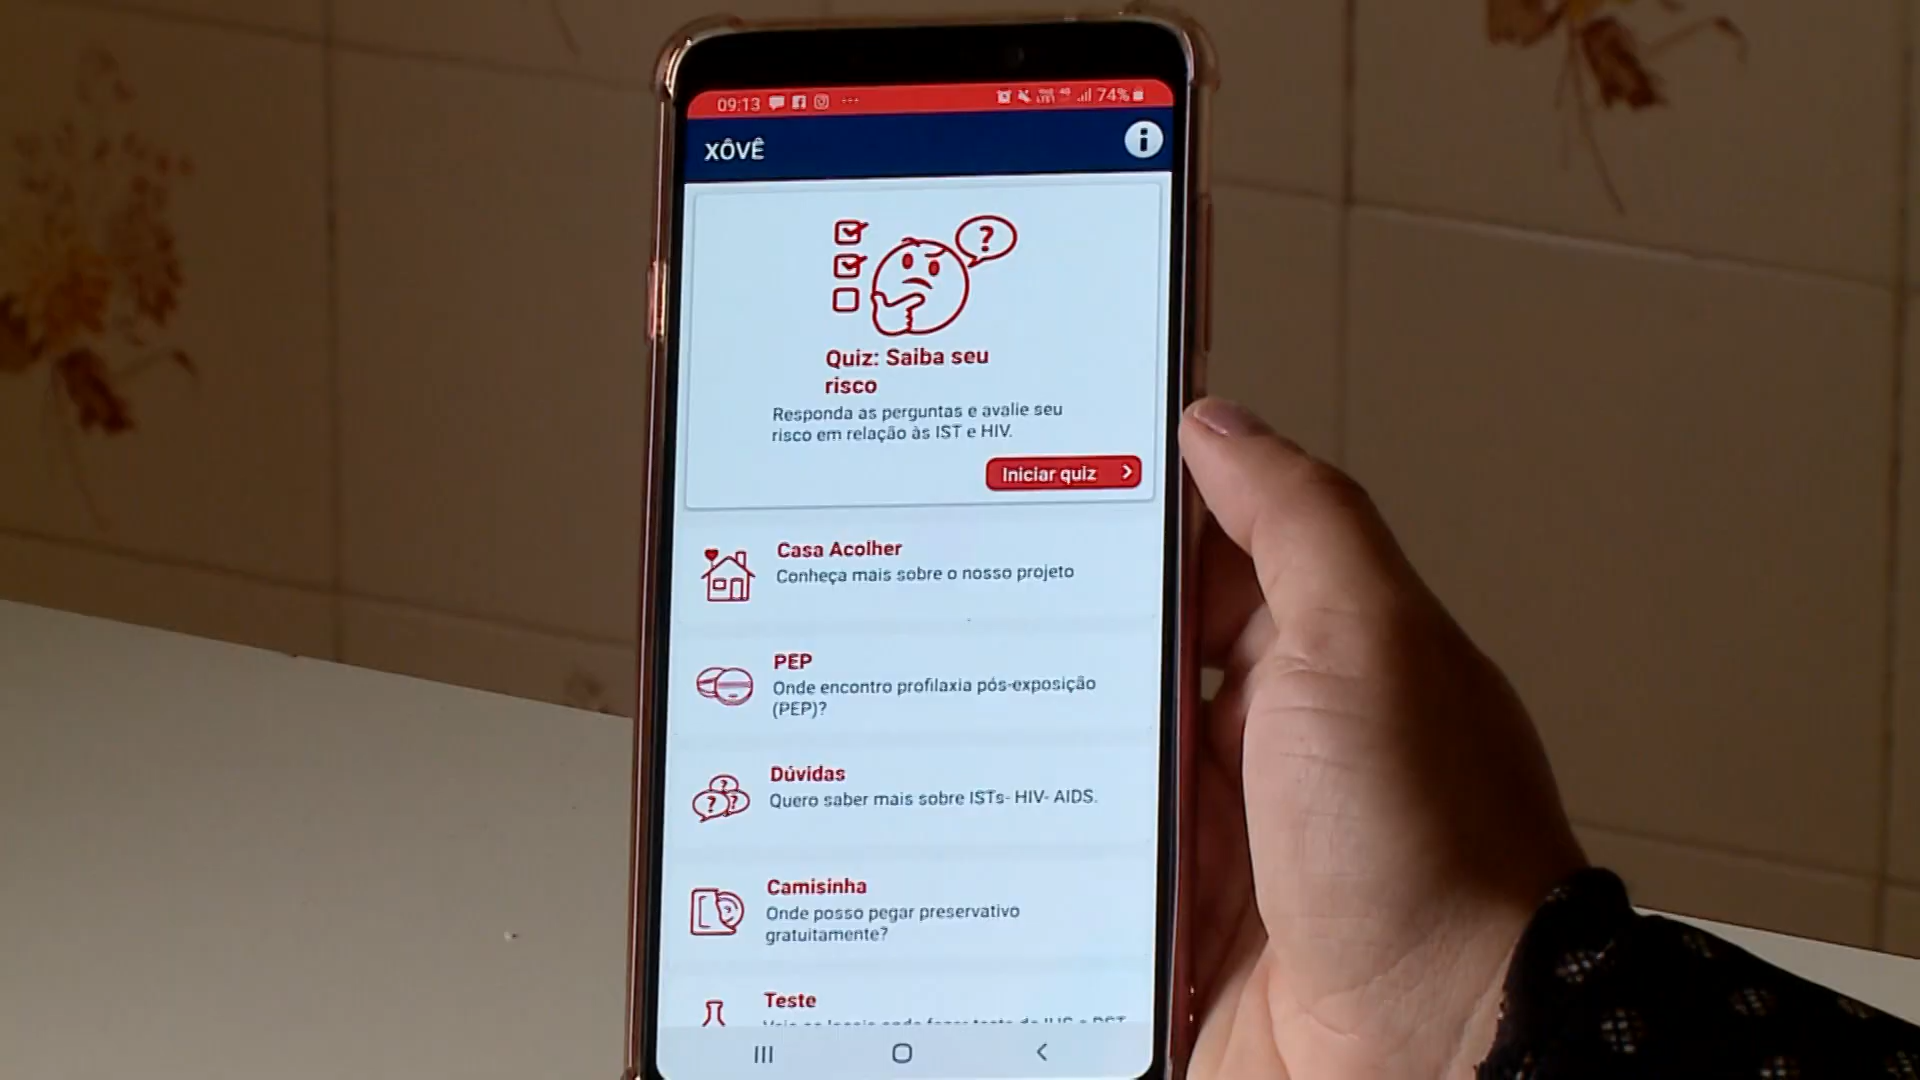 09:13
74%
XÔVÊ
Quiz: Saiba seu
risco
Responda as perguntas e avalie seu
risco em relação às IST e HIV.
Iniciar quiz
Casa Acolher
Conheça mais sobre o nosso projeto
PEP
Onde encontro profilaxia pós-exposição
(PEP)?
Dúvidas
Quero saber mais sobre ISTs- HIV- AIDS.
Camisinha
Onde posso pegar preservativo
gratuitamente?
Teste